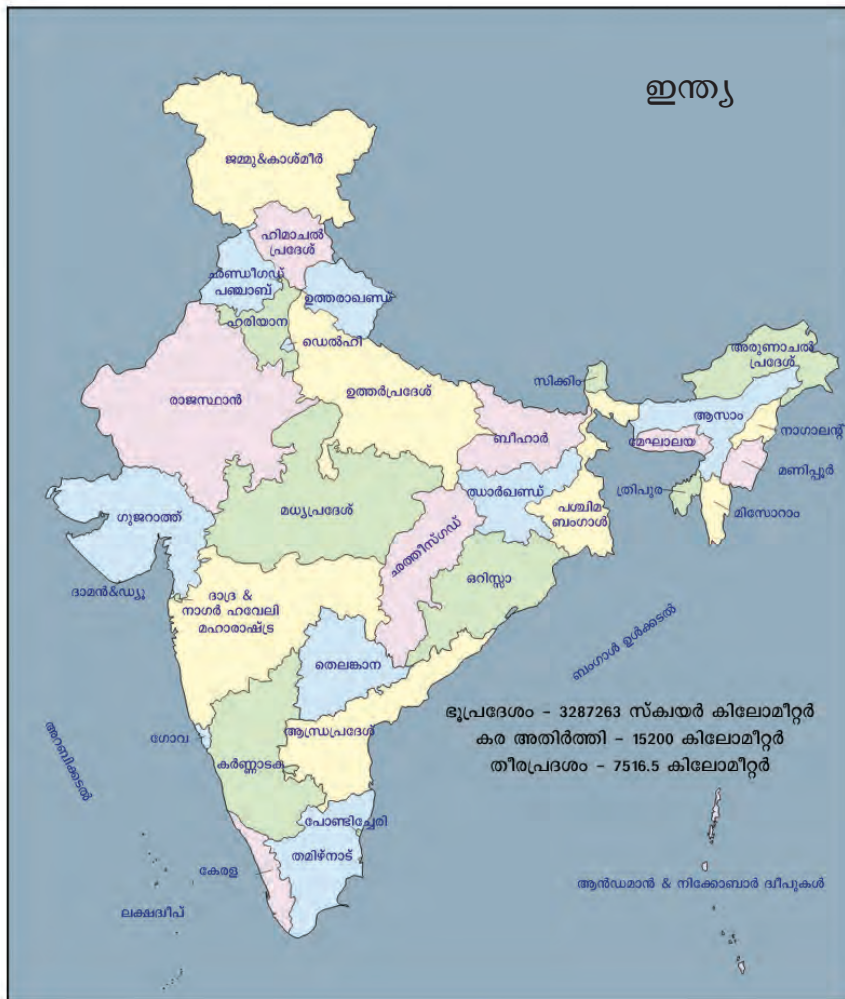 ഇന്ത്യ
ജമ്മു&കാശ്മീർ
ഹിമാചൽ
പ്രദേശ്
ഛണ്ഡീഗഡ്
പഞ്ചാബ്
ഉത്തരാഖണ്ഡ്
ഹരിയാന
ഡെൽഹി
അരുണാചൽ
പ്രദേശ്
സിക്കിം
രാജസ്ഥാൻ
ഉത്തർപ്രദേശ്
ആസാം
നാഗാലന്റ്
ബീഹാർ
മേഘാലയ
മണിപ്പൂർ
ഝാർഖണ്ഡ്
ത്രിപുര
ഗുജറാത്ത്
മധ്യപ്രദേശ്
പശ്ചിമ
ബംഗാൾ
മിസോറാം
ഛത്തീസ്ഗഡ്
ഒറിസ്സാ
ദാമൻ&ഡ്യൂ
ദാദ്ര &
നാഗർ ഹവേലി
മഹാരാഷ്ട്ര
തെലങ്കാന
ബംഗാൾ ഉൾക്കടൽ
ഭൂപ്രദേശം - 3287263 സ്ക്വയർ കിലോമീറ്റർ
കര അതിർത്തി - 15200 കിലോമീറ്റർ
തീരപ്രദശം - 7516.5 കിലോമീറ്റർ
അറബിക്കടൽ
ഗോവ
ആന്ധ്രപ്രദേശ്
കർണ്ണാടക
പോണ്ടിച്ചേരി
തമിഴ്നാട്
കേരള
ആൻഡമാൻ & നിക്കോബാർ ദ്വീപുകൾ
ലക്ഷദ്വീപ്